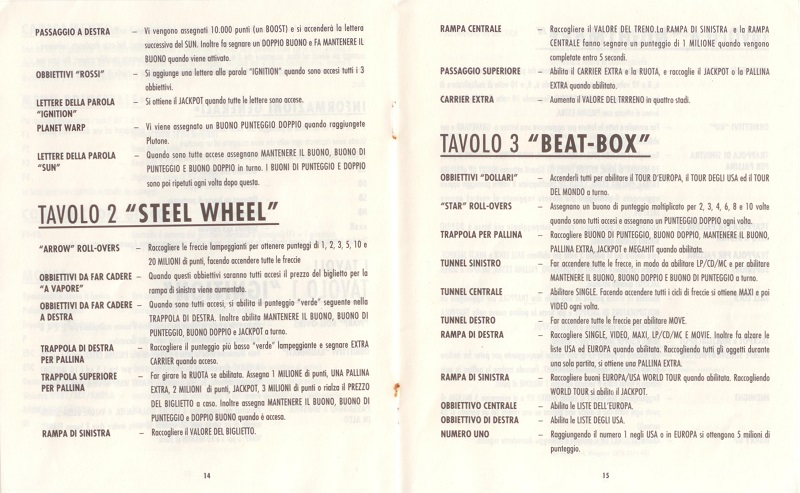 PASSAGGIO A DESTRA – Vi vengono assegnati 10.000 punti (un BOOST) e si accenderà la lettera
successiva del SUN. Inoltre fa segnare un DOPPIO BUONO e FA MANTENERE IL
BUONO quando viene attivato.
OBBIETTIVI "ROSSI" – Si aggiunge una lettera alla parola "IGNITION" quando sono accesi tutti i 3
obbiettivi.
LETTERE DELLA PAROLA – Si ottiene il JACKPOT quando tutte le lettere sono accese.
"IGNITION"
PLANET WARP – Vi viene assegnato un BUONO PUNTEGGIO DOPPIO quando raggiungete
Plutone.
LETTERE DELLA PAROLA – Quando sono tutte accese assegnano MANTENERE IL BUONO, BUONO DI
"SUN" PUNTEGGIO, BUONO DOPPIO in turno. I BUONI DI PUNTEGGIO E DOPPIO
sono poi ripetuti ogni volta dopo questa.
TAVOLO 2 "STEEL WHEEL"
"ARROW" ROLL-OVERS – Raccogliere le freccie lampeggianti per ottenere punteggi di 1, 2, 3, 5, 10 e
20 MILIONI di punti, facendo accendere tutte le freccie
OBBIETTIVI DA FAR CADERE – Quando questi obbiettivi saranno tutti accesi il prezzo del biglietto per la
"A VAPORE" rampa di sinistra viene aumentato.
OBBIETTIVI DA FAR CADERE – Quando sono tutti accesi, si abilita il punteggio "verde" seguente nella
A DESTRA TRAPPOLA DI DESTRA. Inoltre abilita MANTENERE IL BUONO, BUONO DI
PUNTEGGIO, BUONO DOPPIO e JACKPOT a turno.
TRAPPOLA DI DESTRA – Raccogliere il punteggio più basso "verde" lampeggiante e segnare EXTRA
PER PALLINA CARRIER quando acceso.
TRAPPOLA SUPERIORE – Far girare la RUOTA se abilitata. Assegna 1 MILIONE DI punti, UNA PALLINA
PER PALLINA EXTRA, 2 MILIONI di punti, JACKPOT, 3 MILIONI di punti o rialza il PREZZO
DEL BIGLIETTO a caso. Inoltre assegna MANTENERE IL BUONO, BUONO DI
PUNTEGGIO e DOPPIO BUONO quando è accesa.
RAMPA DI SINISTRA – Raccogliere il VALORE DEL BIGLIETTO.
14
RAMPA CENTRALE – Raccogliere il VALORE DEL TRENO.La RAMPA DI SINISTRA e la RAMPA
CENTRALE fanno segnare un punteggio di 1 MILIONE quando vengono
completate entro 5 secondi.
PASSAGGIO SUPERIORE – Abilita il CARRIER EXTRA e la RUOTA, e raccoglie il JACKPOT o la PALLINA
EXTRA quando abilitato.
CARRIER EXTRA – Aumenta il VALORE DEL TRRRENO in quattro stadi.
TAVOLO 3 "BEAT-BOX"
OBBIETTIVI "DOLLARI" – Accenderli tutti per abilitare il TOUR D'EUROPA, il TOUR DEGLI USA ed il TOUR
DEL MONDO a turno.
"STAR" ROLL-OVERS – Assegnano un buono di punteggio moltiplicato per 2, 3, 4, 6, 8 e 10 volte
quando sono tutti accesi e assegnano un PUNTEGGIO DOPPIO ogni volta.
TRAPPOLA PER PALLINA – Raccogliere BUONO DI PUNTEGGIO, BUONO DOPPIO, MANTENERE IL BUONO,
PALLINA EXTRA, JACKPOT e MEGAHIT quando abilitata.
TUNNEL SINISTRO – Far accendere tutte le frecce, in modo da abilitare LP/CD/MC e per abilitare
MANTENERE IL BUONO, BUONO DOPPIO E BUONO DI PUNTEGGIO a turno.
TUNNEL CENTRALE – Abilitare SINGLE. Facendo accendere tutti i cicli di freccie si ottiene MAXI e poi
VIDEO ogni volta.
TUNNEL DESTRO – Far accendere tutte le freccie per abilitare MOVE.
RAMPA DI DESTRA – Raccogliere SINGLE, VIDEO, MAXI, LP/CD/MC E MOVIE. Inoltre fa alzare le
liste USA ed EUROPA quando abilitata. Raccogliendo tutti gli oggetti durante
una sola partita, si ottiene una PALLINA EXTRA.
RAMPA DI SINISTRA – Raccogliere buoni EUROPA/USA WORLD TOUR quando abilitata. Raccogliendo
WORLD TOUR si abilita il JACKPOT.
OBBIETTIVO CENTRALE – Abilita le LISTE DELL'EUROPA.
OBBIETTIVO DI DESTRA – Abilita le LISTE DEGLI USA.
NUMERO UNO – Raggiungendo il numero 1 negli USA o in EUROPA si ottengono 5 milioni di
punteggio.
15